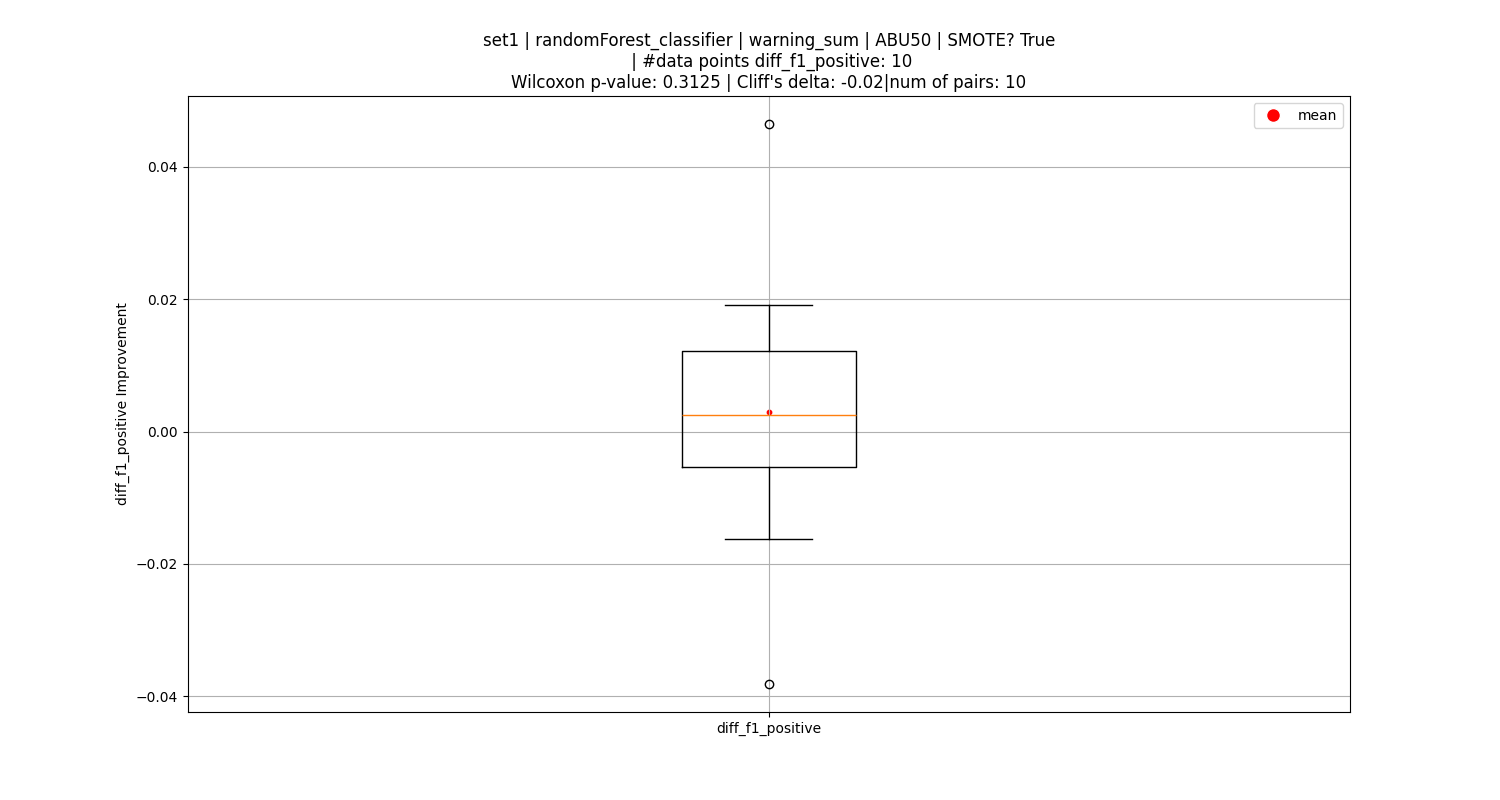 set1 | randomForest_classifier | warning_sum | ABU50 | SMOTE? True
| #data points diff_f1_positive: 10
Wilcoxon p-value: 0.3125 | Cliff's delta: -0.02|num of pairs: 10
mean
0.04
0.02
0.00
−0.02
−0.04
diff_f1_positive Improvement
diff_f1_positive